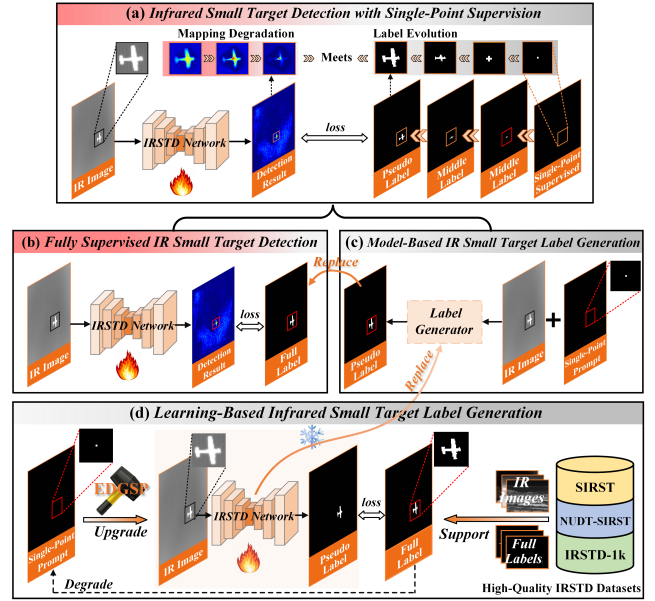 (a) Infrared Small Target Detection with Single-Point Supervision
Mapping Degradation
Meets
Label Evolution
IR Image
IRSTD Network
Detection
Result
loss
Pseudo
Label
Middle
Label
Middle
Label
Single-Point
Supervised
(b) Fully Supervised IR Small Target Detection
IR Image
IRSTD Network
Detection
Result
loss
Full
Label
Replace
(c) Model-Based IR Small Target Label Generation
Pseudo
Label
Label
Generator
IR Image
Single-Point
Prompt
Replace
(d) Learning-Based Infrared Small Target Label Generation
Single-Point
Prompt
EDGSP
Upgrade
IR Image
IRSTD Network
Pseudo
Label
loss
Full
Label
Degrade
IR
Images
Support
Full
Labels
SIRST
NUDT-SIRST
IRSTD-1k
High-Quality IRSTD Datasets